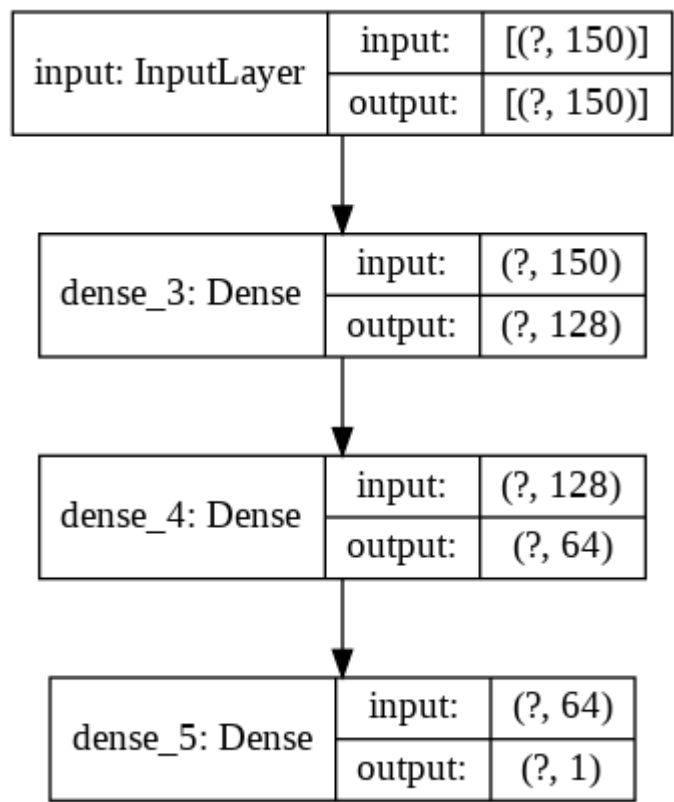 input: InputLayer
input: [(?, 150)]
output: [(?, 150)]
dense_3: Dense
input: (?, 150)
output: (?, 128)
dense_4: Dense
input: (?, 128)
output: (?, 64)
dense_5: Dense
input: (?, 64)
output: (?, 1)